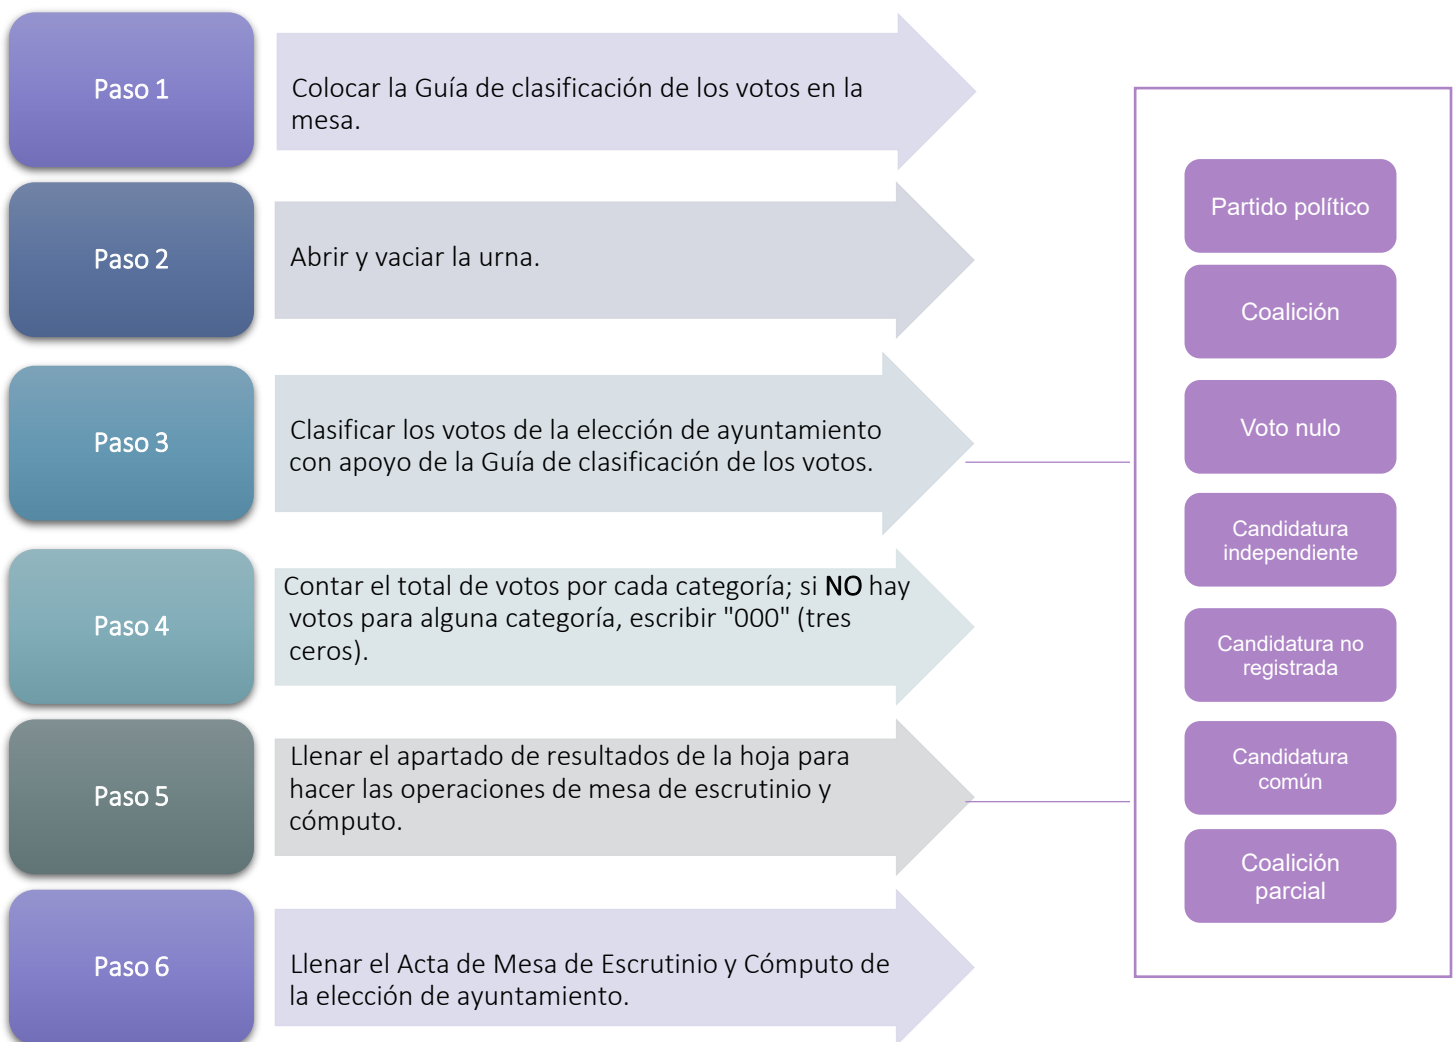 Paso 1
Colocar la Guía de clasificación de los votos en la
mesa.
Paso 2
Abrir y vaciar la urna.
Paso 3
Clasificar los votos de la elección de ayuntamiento
con apoyo de la Guía de clasificación de los votos.
Paso 4
Contar el total de votos por cada categoría; si NO hay
votos para alguna categoría, escribir "000" (tres
ceros).
Paso 5
Llenar el apartado de resultados de la hoja para
hacer las operaciones de mesa de escrutinio y
cómputo.
Paso 6
Llenar el Acta de Mesa de Escrutinio y Cómputo de
la elección de ayuntamiento.
Partido político
Coalición
Voto nulo
Candidatura
independiente
Candidatura no
registrada
Candidatura
común
Coalición
parcial